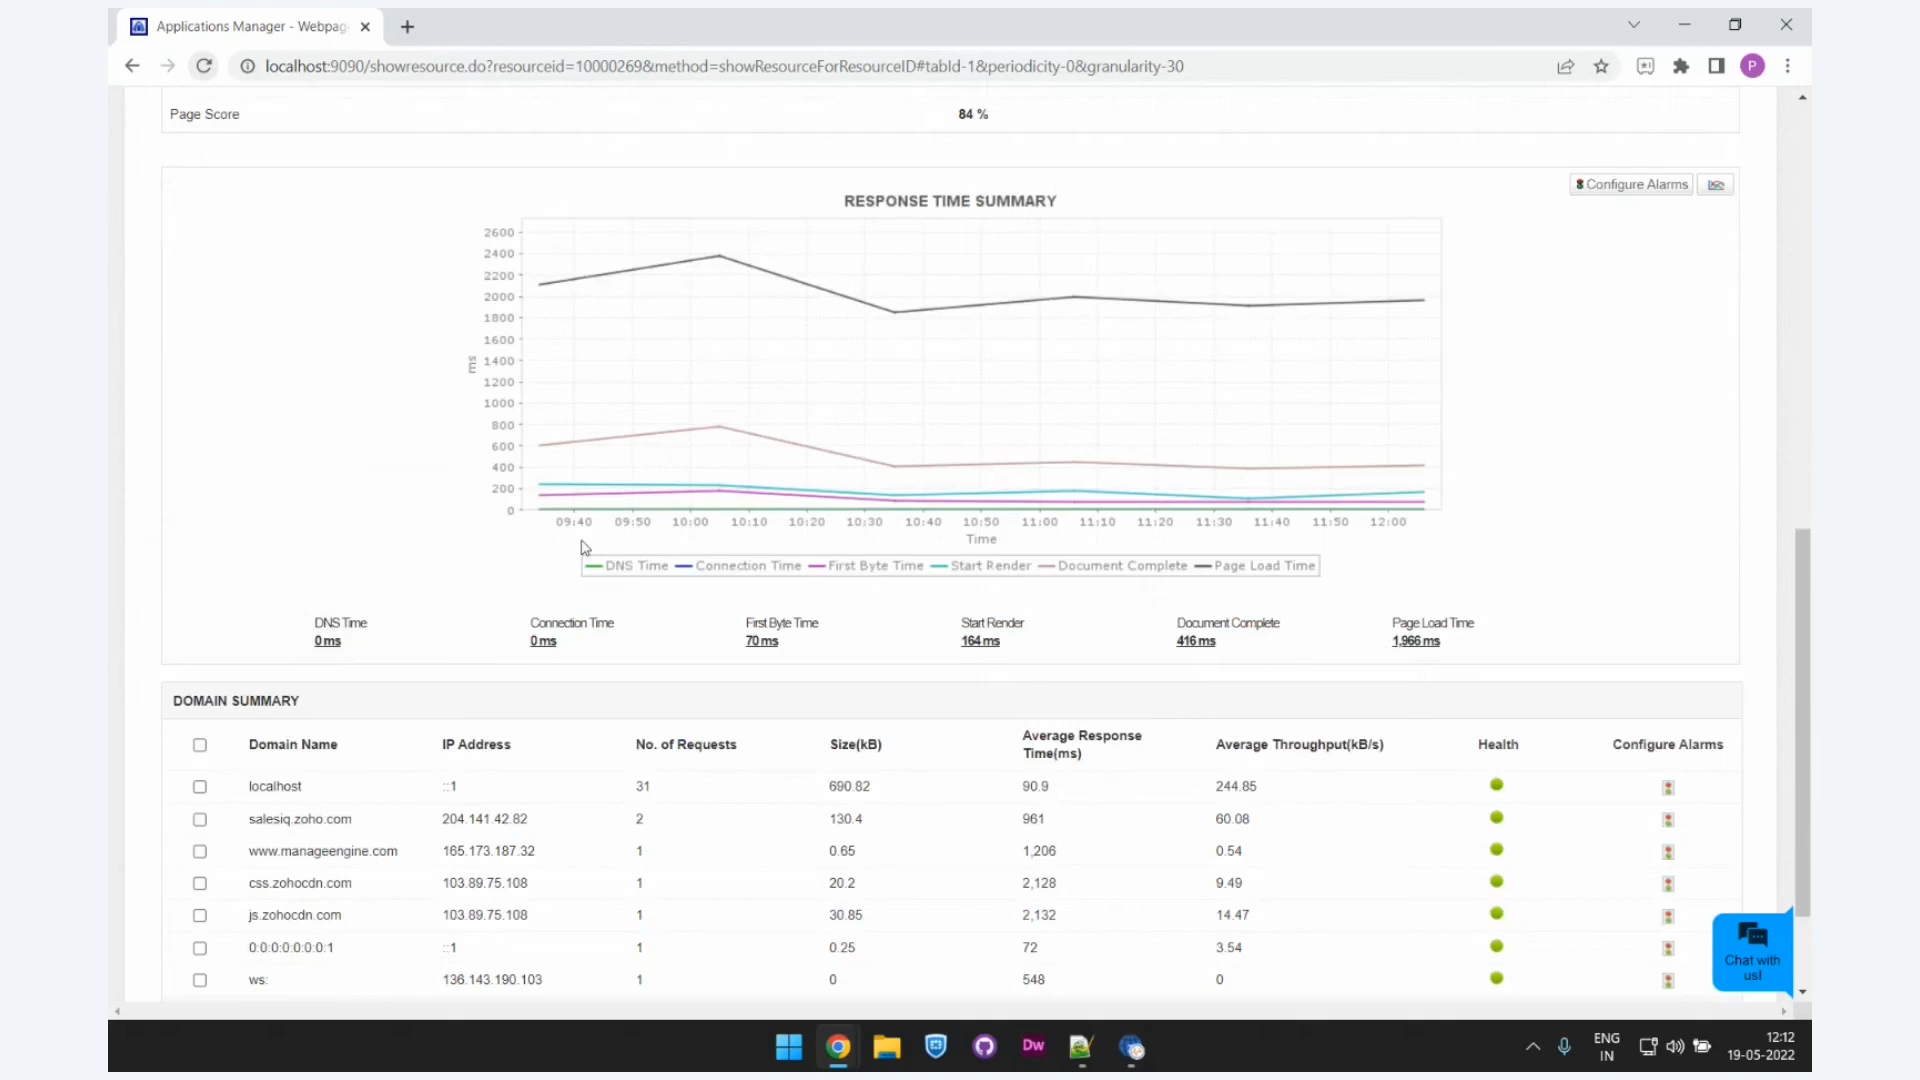 Applications Manager - Webpag
localhost:9090/showresource.do?resourceid=10000269&method=showResourceForResourceID#tabId-1&periodicity-0&granularity-30
P
Page Score 84 %
Configure Alarms
RESPONSE TIME SUMMARY
2600
2400
2200
2000
1800
1600
1400
1200
1000
800
600
400
200
0
ms
09:40 09:50 10:00 10:10 10:20 10:30 10:40 10:50 11:00 11:10 11:20 11:30 11:40 11:50 12:00
Time
DNS Time Connection Time First Byte Time Start Render Document Complete Page Load Time
DNS Time Connection Time First Byte Time Start Render Document Complete Page Load Time
0 ms 0 ms 70 ms 164 ms 416 ms 1,966 ms
DOMAIN SUMMARY
Domain Name IP Address No. of Requests Size(kB) Average Response Time(ms) Average Throughput(kB/s) Health Configure Alarms
localhost ::1 31 690.82 90.9 244.85
salesiq.zoho.com 204.141.42.82 2 130.4 961 60.08
www.manageengine.com 165.173.187.32 1 0.65 1,206 0.54
css.zohocdn.com 103.89.75.108 1 20.2 2,128 9.49
js.zohocdn.com 103.89.75.108 1 30.85 2,132 14.47
0:0:0:0:0:0:0:1 ::1 1 0.25 72 3.54
ws: 136.143.190.103 1 0 548 0
Chat with
us!
Dw
ENG
IN
12:12
19-05-2022